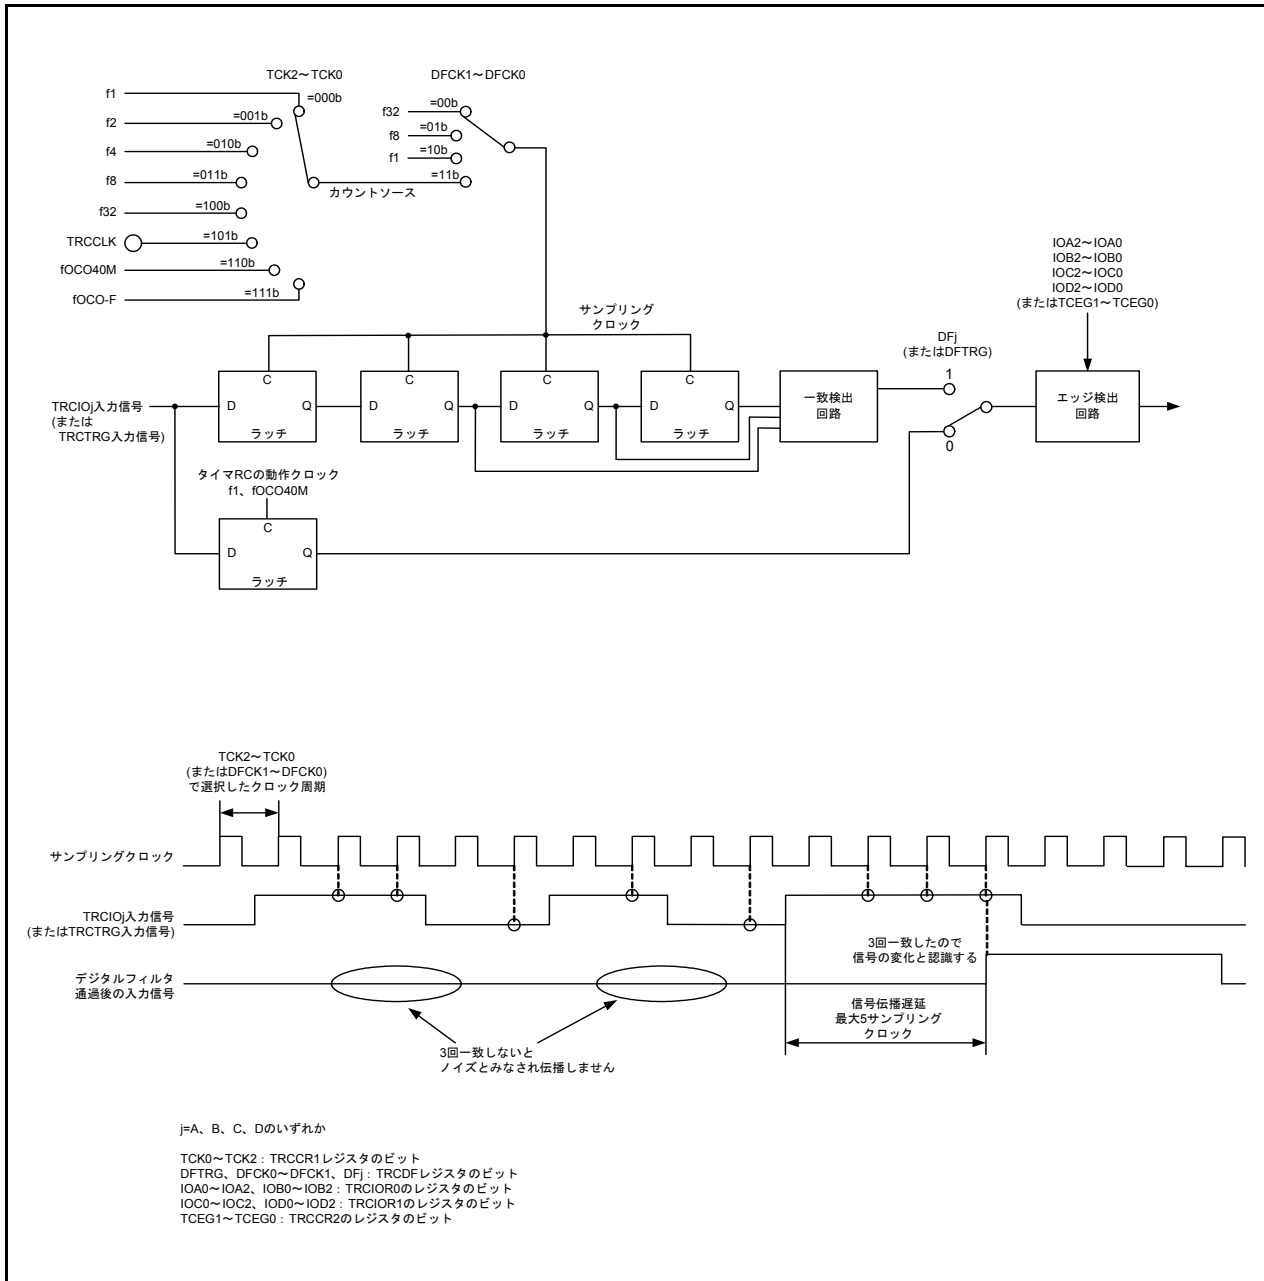 TCK2～TCK0
DFCK1～DFCK0
f1
=000b
f2
=001b
f4
=010b
f8
=011b
f32
=100b
TRCCLK
=101b
fOCO40M
=110b
fOCO-F
=111b
カウントソース
f32
=00b
f8
=01b
f1
=10b
=11b
サンプリング
クロック
IOA2～IOA0
IOB2～IOB0
IOC2～IOC0
IOD2～IOD0
(またはTCEG1～TCEG0)
TRCIOj入力信号
(または
TRCTRG入力信号)
C
D
Q
ラッチ
C
D
Q
ラッチ
C
D
Q
ラッチ
C
D
Q
ラッチ
一致検出
回路
DFj
(またはDFTRG)
1
0
エッジ検出
回路
タイマRCの動作クロック
f1、fOCO40M
C
D
Q
ラッチ
TCK2～TCK0
(またはDFCK1～DFCK0)
で選択したクロック周期
サンプリングクロック
TRCIOj入力信号
(またはTRCTRG入力信号)
3回一致したので
信号の変化と認識する
デジタルフィルタ
通過後の入力信号
信号伝播遅延
最大5サンプリング
クロック
3回一致しないと
ノイズとみなされ伝播しません
j=A、B、C、Dのいずれか
TCK0～TCK2：TRCCR1レジスタのビット
DFTRG、DFCK0～DFCK1、DFj：TRCDFレジスタのビット
IOA0～IOA2、IOB0～IOB2：TRCIOR0のレジスタのビット
IOC0～IOC2、IOD0～IOD2：TRCIOR1のレジスタのビット
TCEG1～TCEG0：TRCCR2のレジスタのビット